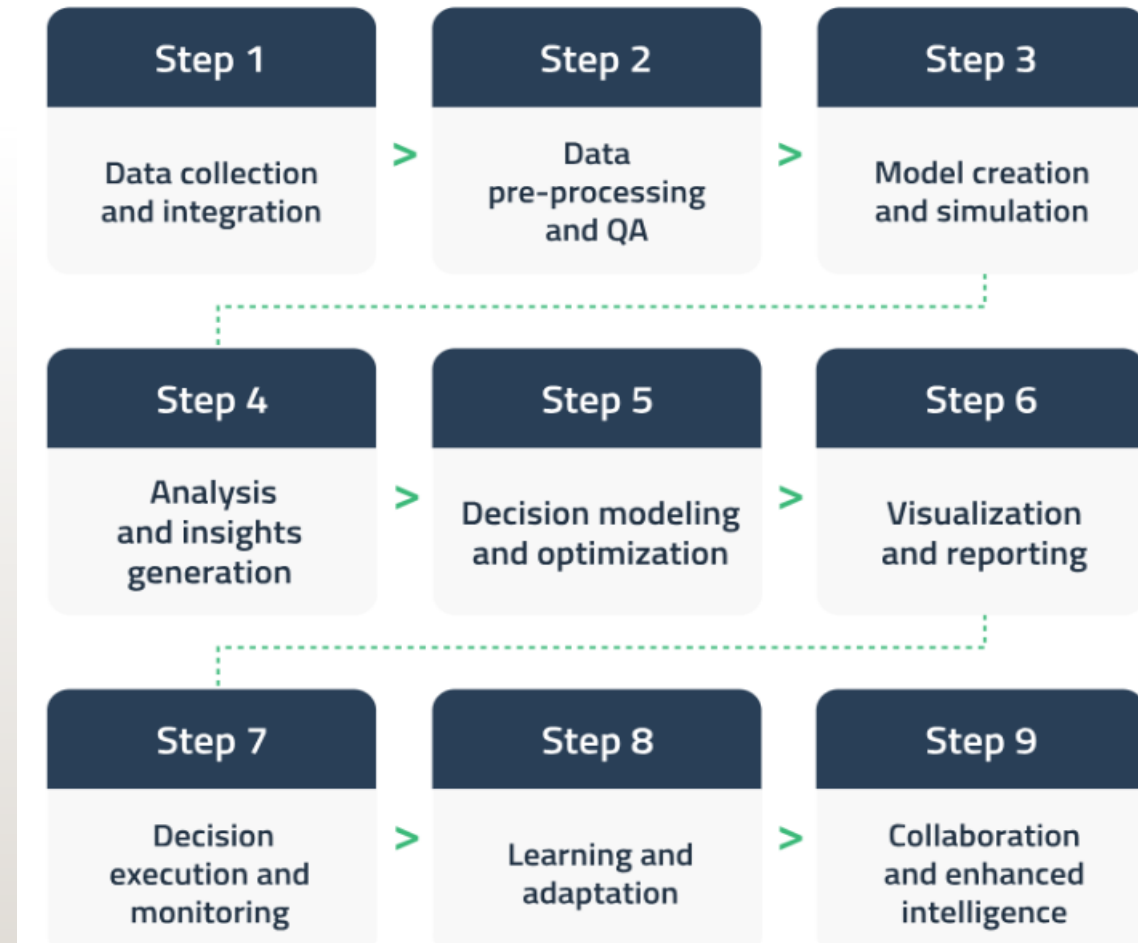 Step 1
Data collection
and integration
>
Step 2
Data
pre-processing
and QA
>
Step 3
Model creation
and simulation
Step 4
Analysis
and insights
generation
>
Step 5
Decision modeling
and optimization
>
Step 6
Visualization
and reporting
Step 7
Decision
execution and
monitoring
>
Step 8
Learning and
adaptation
>
Step 9
Collaboration
and enhanced
intelligence